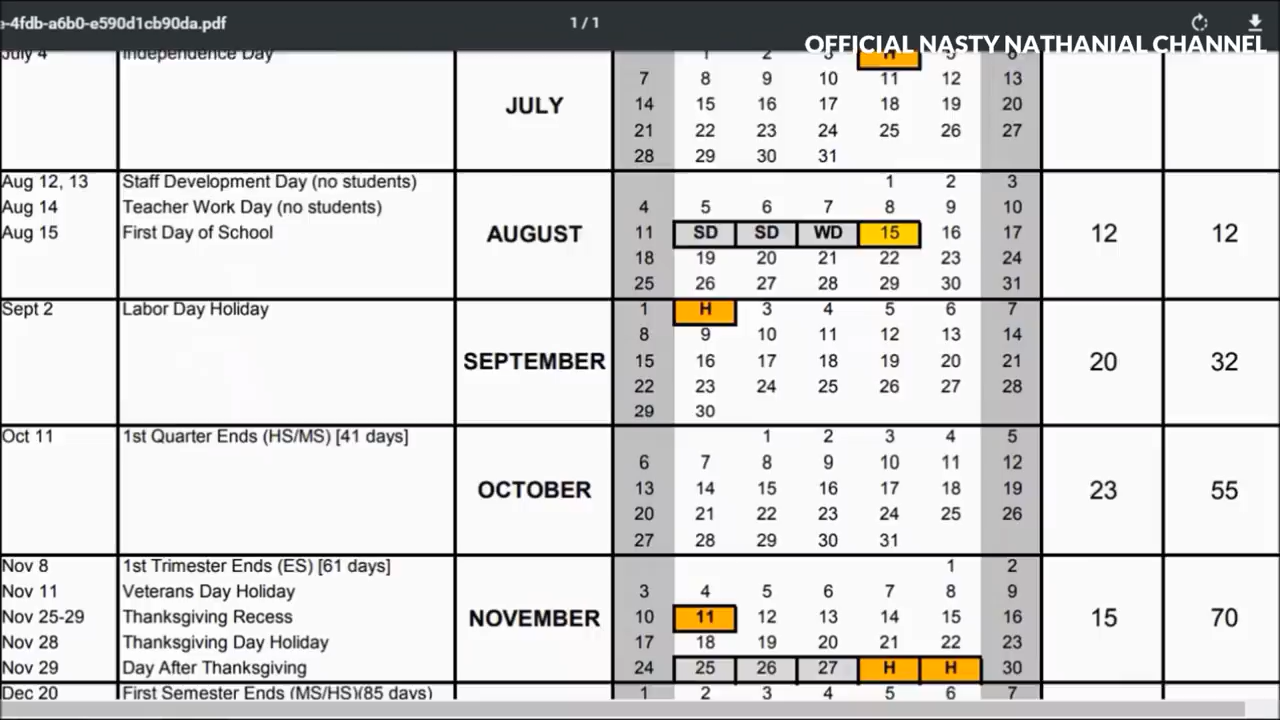 e-4fdb-a6b0-e590d1cb90da.pdf 1 / 1
OFFICIAL NASTY NATHANIAL CHANNEL
July 4 Independence Day 1 2 3 H 5 6
7 8 9 10 11 12 13
JULY 14 15 16 17 18 19 20
21 22 23 24 25 26 27
28 29 30 31
Aug 12, 13 Staff Development Day (no students) 1 2 3
Aug 14 Teacher Work Day (no students) 4 5 6 7 8 9 10
Aug 15 First Day of School AUGUST 11 SD SD WD 15 16 17 12 12
18 19 20 21 22 23 24
25 26 27 28 29 30 31
Sept 2 Labor Day Holiday 1 H 3 4 5 6 7
8 9 10 11 12 13 14
SEPTEMBER 15 16 17 18 19 20 21 20 32
22 23 24 25 26 27 28
29 30
Oct 11 1st Quarter Ends (HS/MS) [41 days] 1 2 3 4 5
6 7 8 9 10 11 12
OCTOBER 13 14 15 16 17 18 19 23 55
20 21 22 23 24 25 26
27 28 29 30 31
Nov 8 1st Trimester Ends (ES) [61 days] 1 2
Nov 11 Veterans Day Holiday 3 4 5 6 7 8 9
Nov 25-29 Thanksgiving Recess NOVEMBER 10 11 12 13 14 15 16 15 70
Nov 28 Thanksgiving Day Holiday 17 18 19 20 21 22 23
Nov 29 Day After Thanksgiving 24 25 26 27 H H 30
Dec 20 First Semester Ends (MS/HS)(85 days) 1 2 3 4 5 6 7